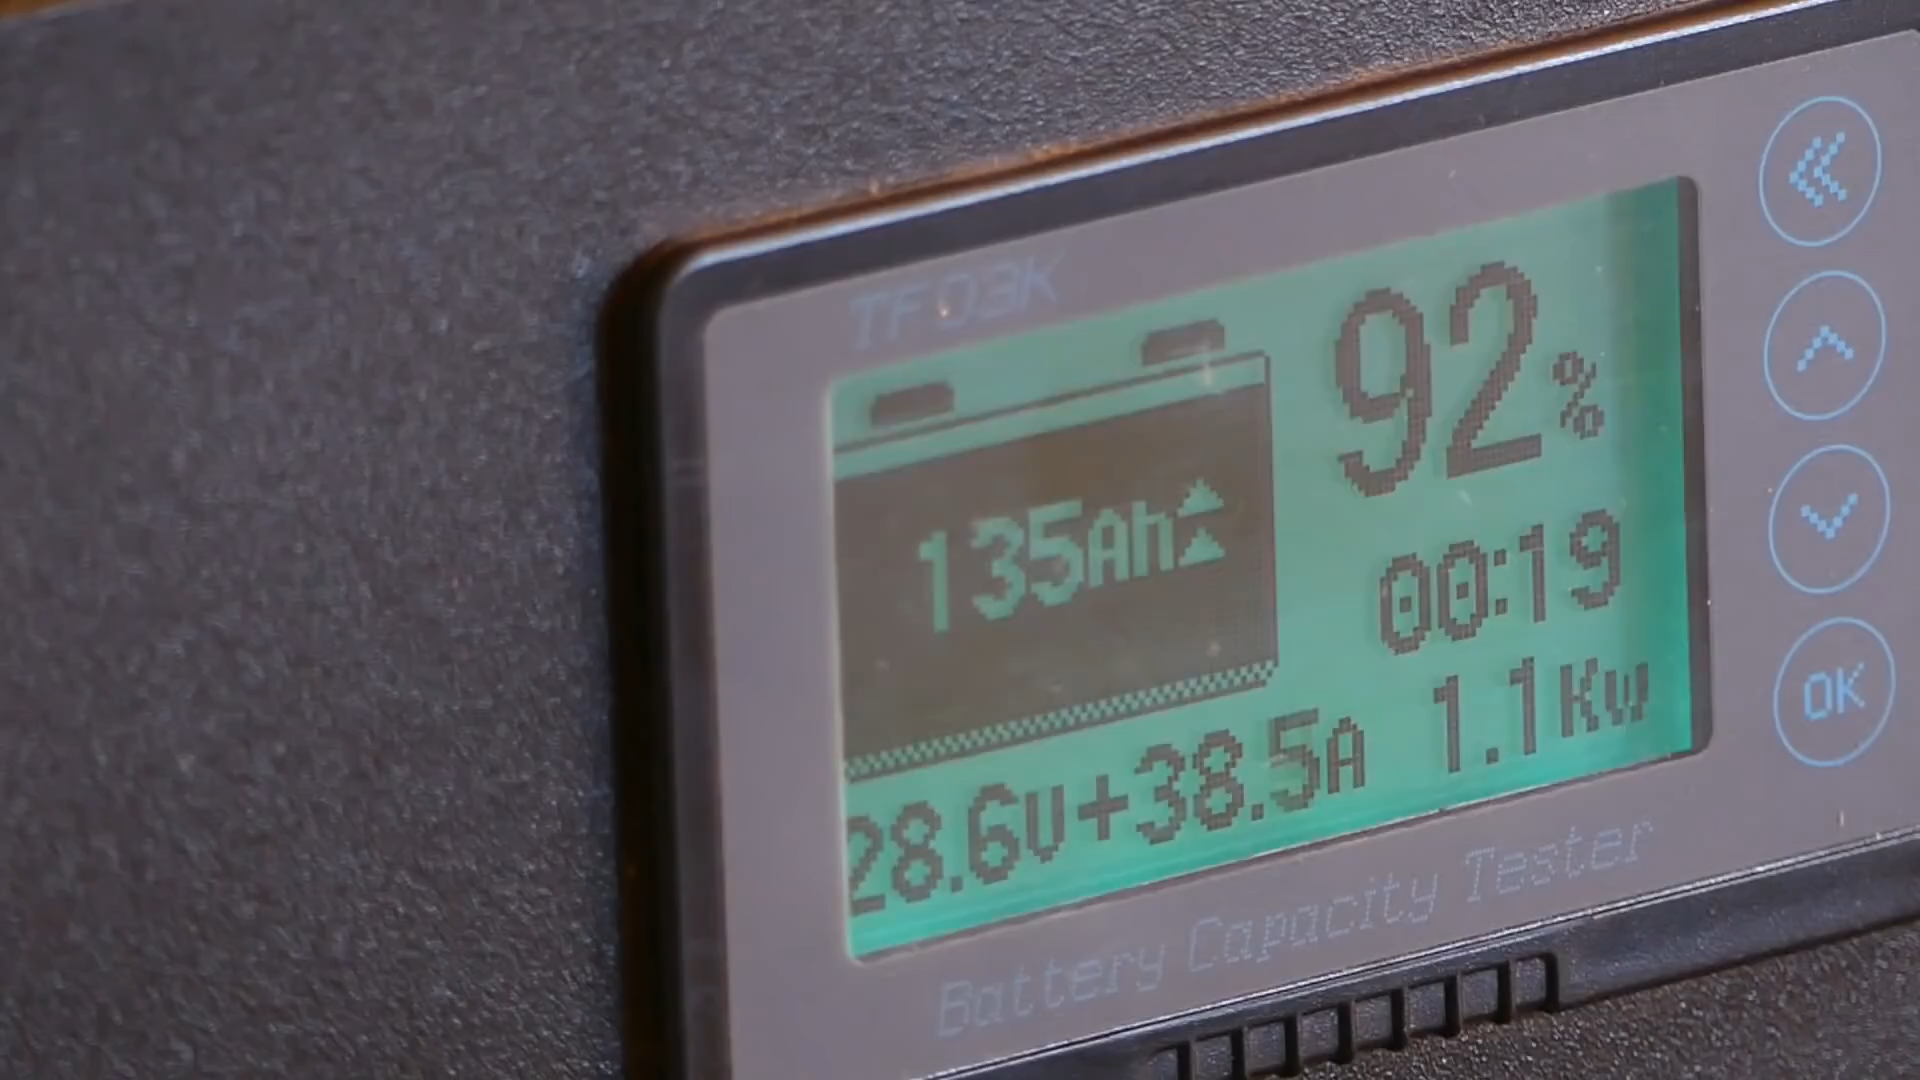 TF03K
92%
135Ah
00:19
28.6V+38.5A 1.1Kw
Battery Capacity Tester
OK